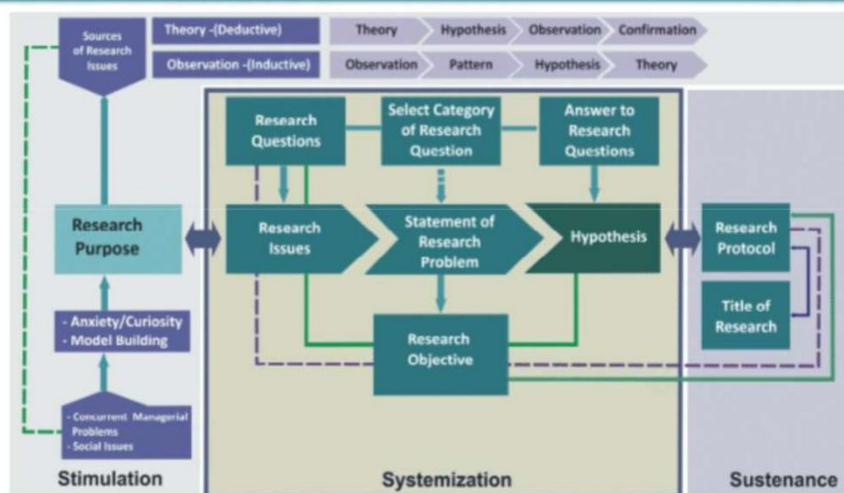 Sources
of Research
Issues
Theory -(Deductive)
Theory
Hypothesis
Observation
Confirmation
Observation -(Inductive)
Observation
Pattern
Hypothesis
Theory
Research
Questions
Select Category
of Research
Question
Answer to
Research
Questions
Research
Purpose
Research
Issues
Statement of
Research
Problem
Hypothesis
Research
Protocol
- Anxiety/Curiosity
- Model Building
Research
Objective
Title of
Research
- Concurrent Managerial
Problems
- Social Issues
Stimulation
Systemization
Sustenance